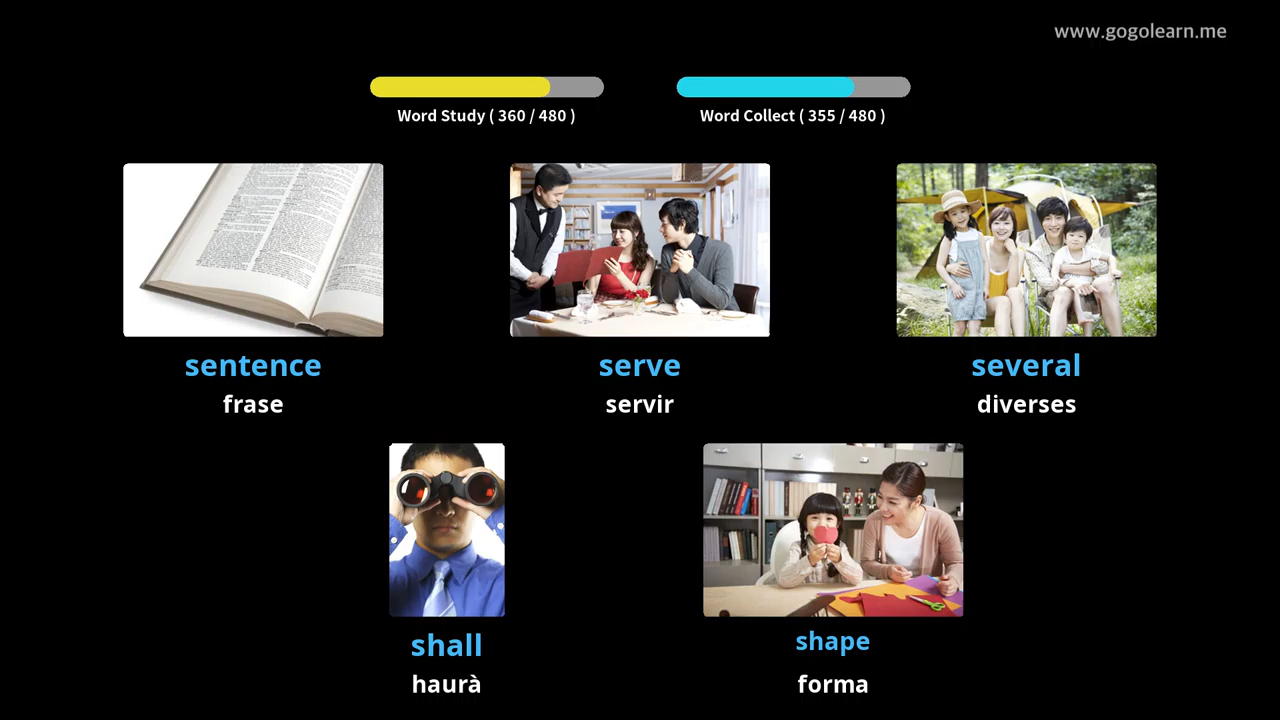 www.gogolearn.me
Word Study ( 360 / 480 )
Word Collect ( 355 / 480 )
sentence
frase
serve
servir
several
diverses
shall
haurà
shape
forma